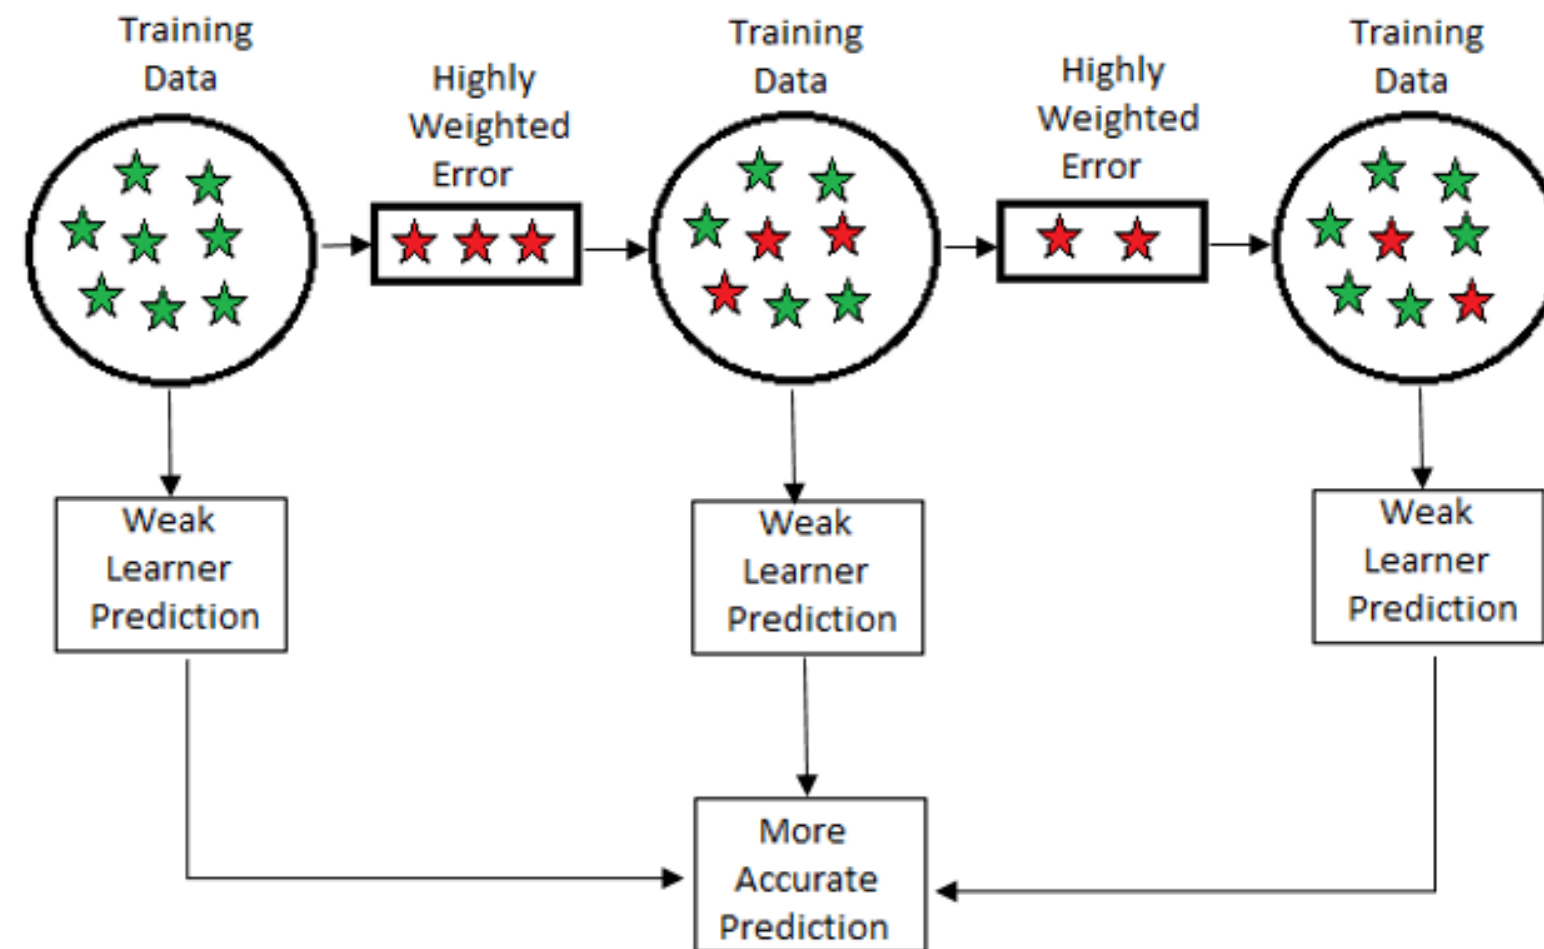 Training
Data
Highly
Weighted
Error
Training
Data
Highly
Weighted
Error
Training
Data
Weak
Learner
Prediction
Weak
Learner
Prediction
Weak
Learner
Prediction
More
Accurate
Prediction